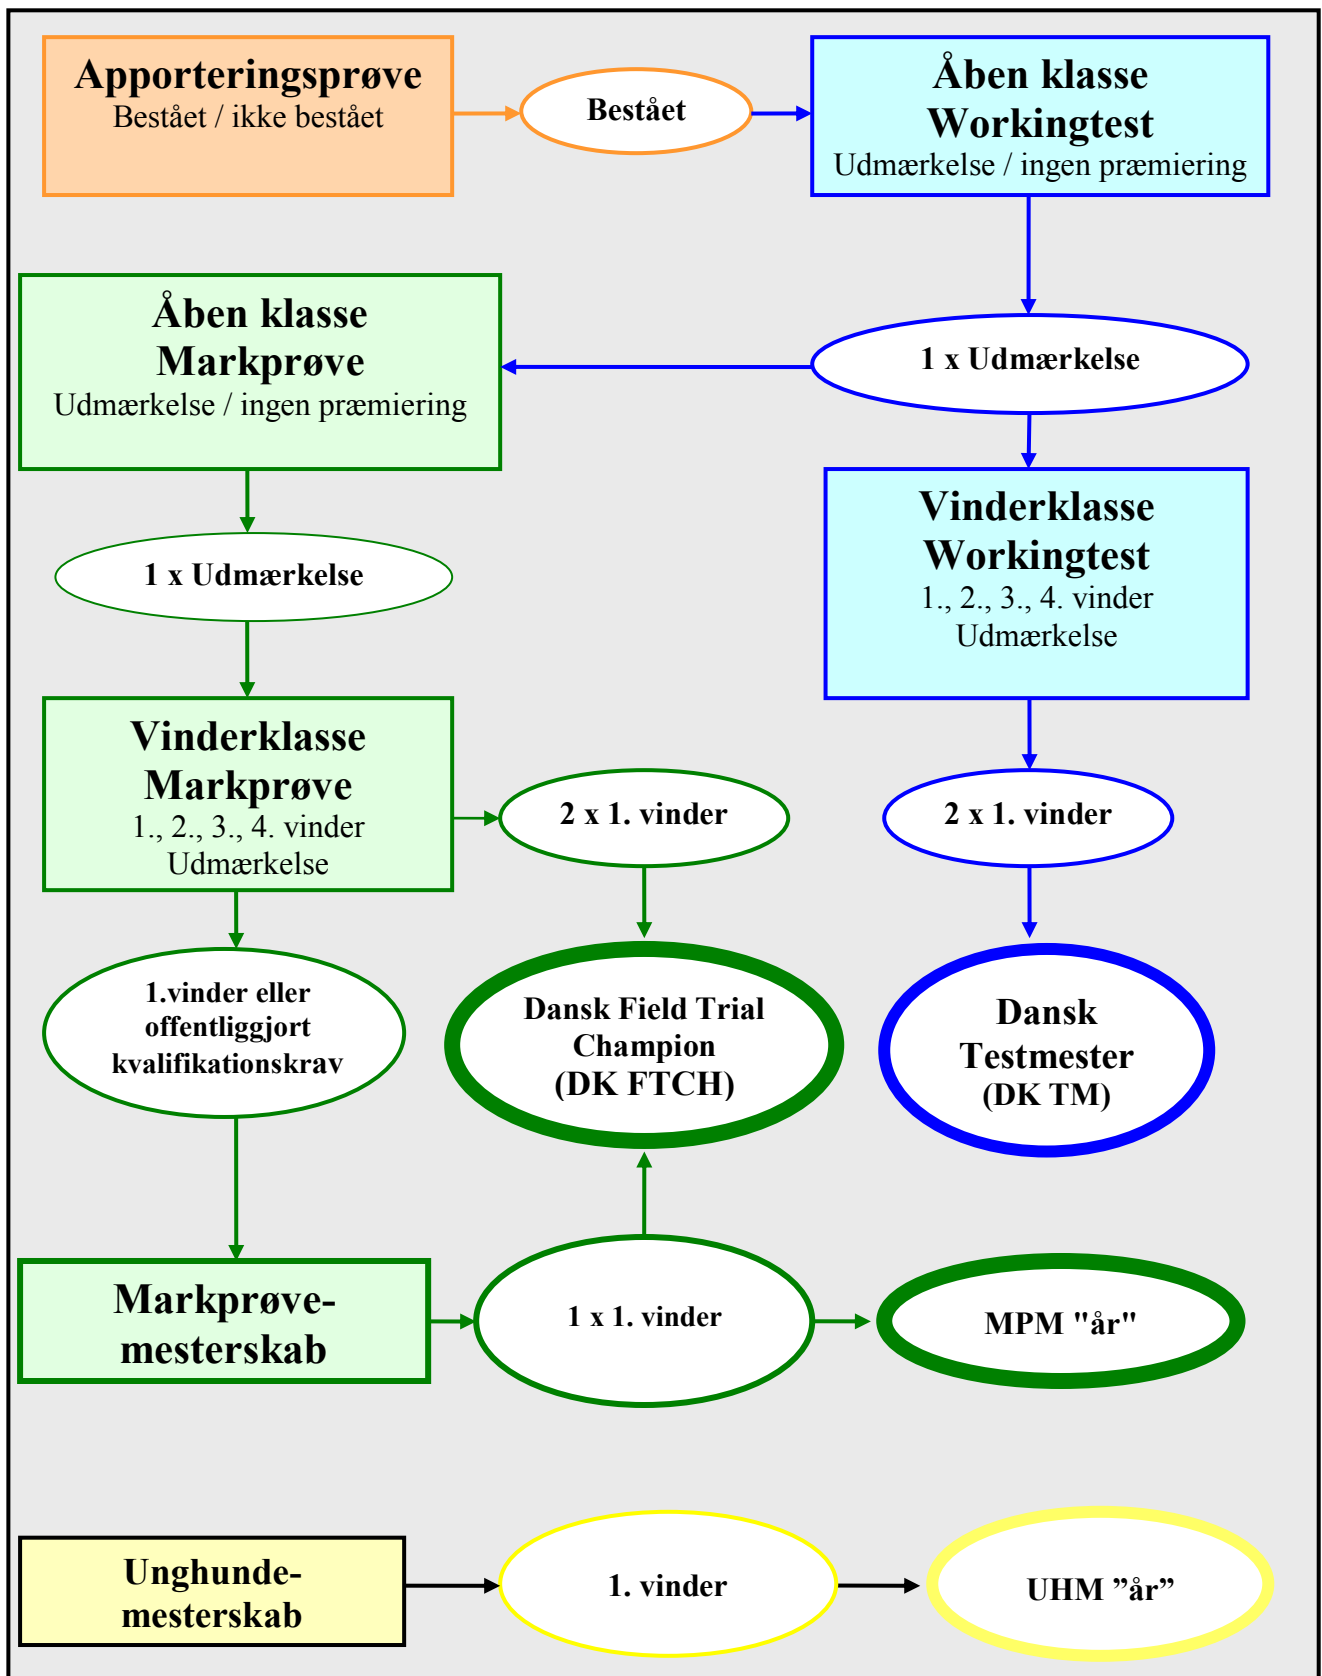 Apporteringsprøve
Bestået / ikke bestået
Bestået
Åben klasse
Workingtest
Udmærkelse / ingen præmiering
Åben klasse
Markprøve
Udmærkelse / ingen præmiering
1 x Udmærkelse
1 x Udmærkelse
Vinderklasse
Workingtest
1., 2., 3., 4. vinder
Udmærkelse
Vinderklasse
Markprøve
1., 2., 3., 4. vinder
Udmærkelse
2 x 1. vinder
2 x 1. vinder
1.vinder eller
offentliggjort
kvalifikationskrav
Dansk Field Trial
Champion
(DK FTCH)
Dansk
Testmester
(DK TM)
Markprøve-
mesterskab
1 x 1. vinder
MPM "år"
Unghunde-
mesterskab
1. vinder
UHM ”år”